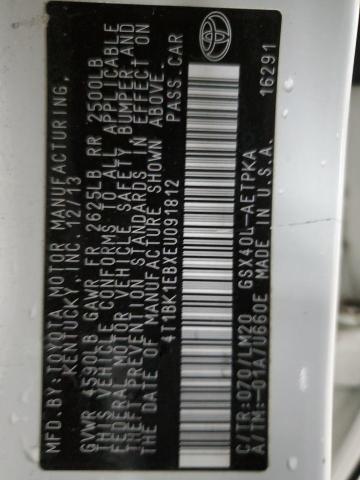 MFD.BY:TOYOTA MOTOR MANUFACTURING,
KENTUCKY,INC. 12/13
GVWR 4590LB GAWR FR 2625LB RR 2500LB
THIS VEHICLE CONFORMS TO ALL APPLICABLE
FEDERAL MOTOR VEHICLE SAFETY, BUMPER, AND
THEFT PREVENTION STANDARDS IN EFFECT ON
THE DATE OF MANUFACTURE SHOWN ABOVE.
4T1BK1EBXEU091812 PASS.CAR
C/TR:070/LM20 GSX40L-AETPKA
A/TM:-01A/U660E MADE IN U.S.A.
16291